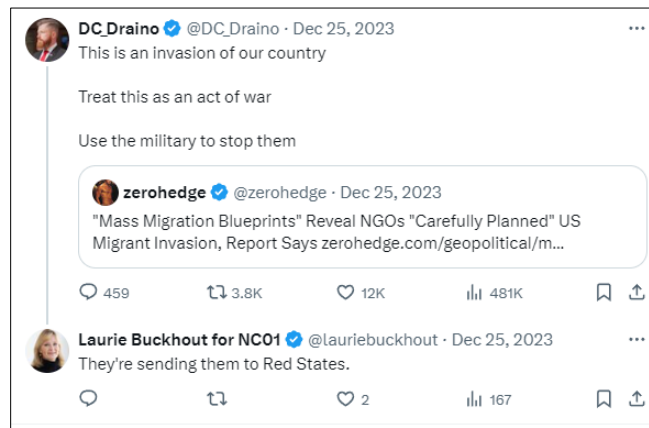 DC_Draino @DC_Draino · Dec 25, 2023
This is an invasion of our country
Treat this as an act of war
Use the military to stop them
zerohedge @zerohedge · Dec 25, 2023
"Mass Migration Blueprints" Reveal NGOs "Carefully Planned" US
Migrant Invasion, Report Says zerohedge.com/geopolitical/m...
459 3.8K 12K 481K
Laurie Buckhout for NC01 @lauriebuckhout · Dec 25, 2023
They're sending them to Red States.
2 167